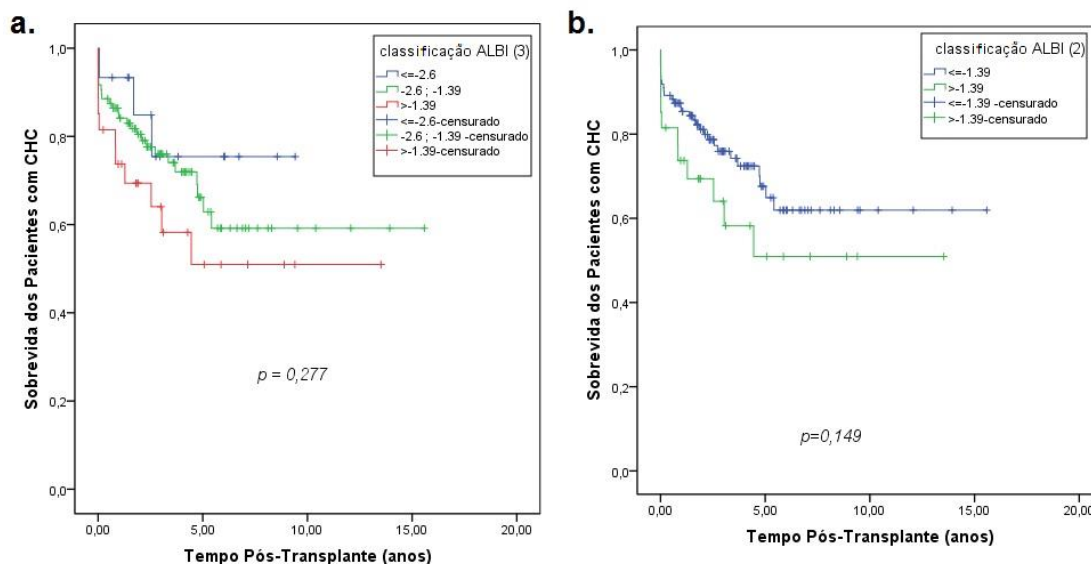 a.
Sobrevida dos Pacientes com CHC
1,0
0,8
0,6
0,4
0,2
0,0
0,00
5,00
10,00
15,00
20,00
Tempo Pós-Transplante (anos)
classificação ALBI (3)
<=-2.6
-2.6 ; -1.39
>-1.39
<=-2.6-censurado
-2.6 ; -1.39 -censurado
>-1.39-censurado
p = 0,277
b.
Sobrevida dos Pacientes com CHC
1,0
0,8
0,6
0,4
0,2
0,0
0,00
5,00
10,00
15,00
20,00
Tempo Pós-Transplante (anos)
classificação ALBI (2)
<=-1.39
>-1.39
<=-1.39 -censurado
>-1.39-censurado
p=0,149